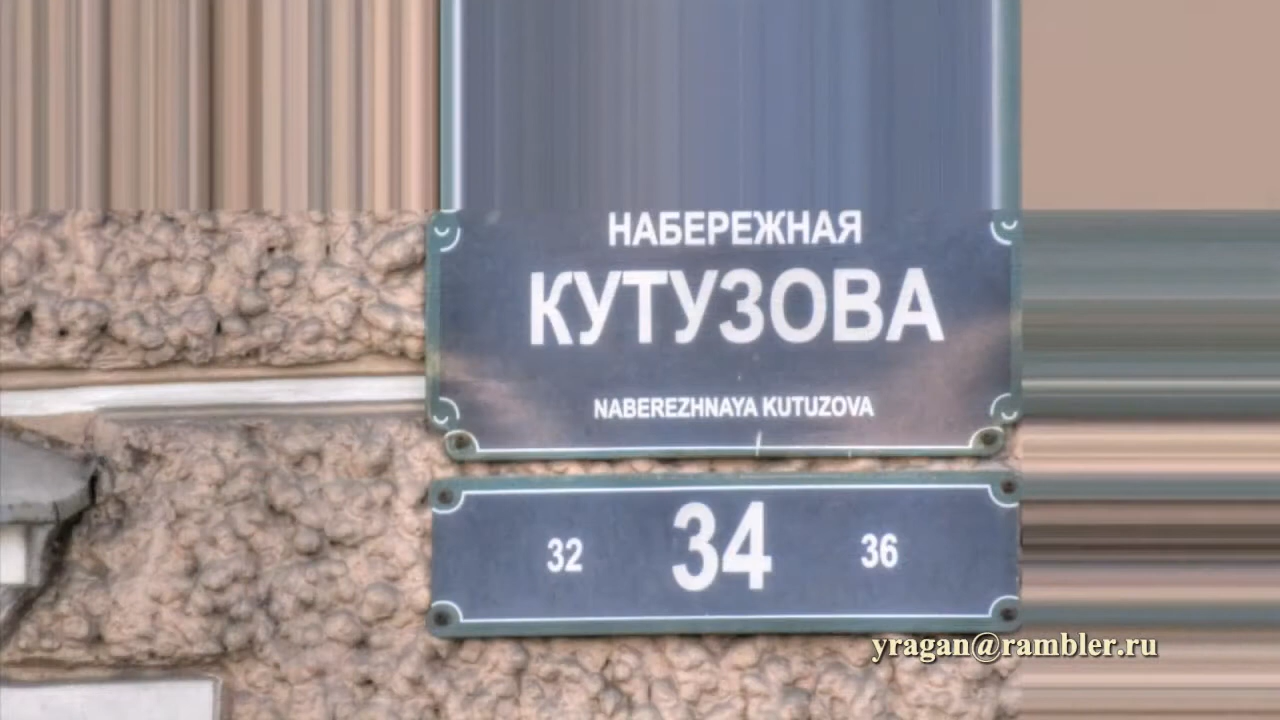 НАБЕРЕЖНАЯ
КУТУЗОВА
NABEREZHNAYA KUTUZOVA
32 34 36
yragan@rambler.ru